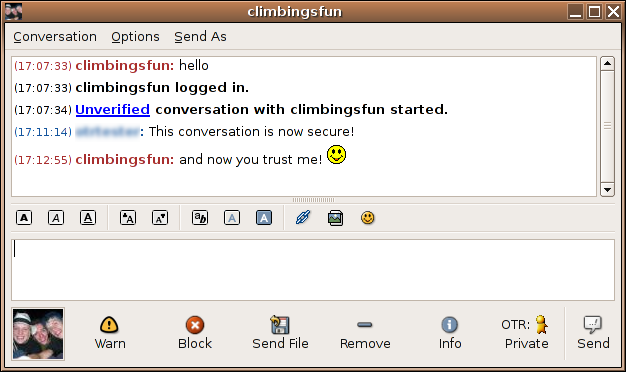 climbingsfun
Conversation Options Send As
(17:07:33) climbingsfun: hello
(17:07:33) climbingsfun logged in.
(17:07:34) Unverified conversation with climbingsfun started.
(17:11:14) : This conversation is now secure!
(17:12:55) climbingsfun: and now you trust me!
A A A A A ab A A
OTR:
Warn Block Send File Remove Info Private Send